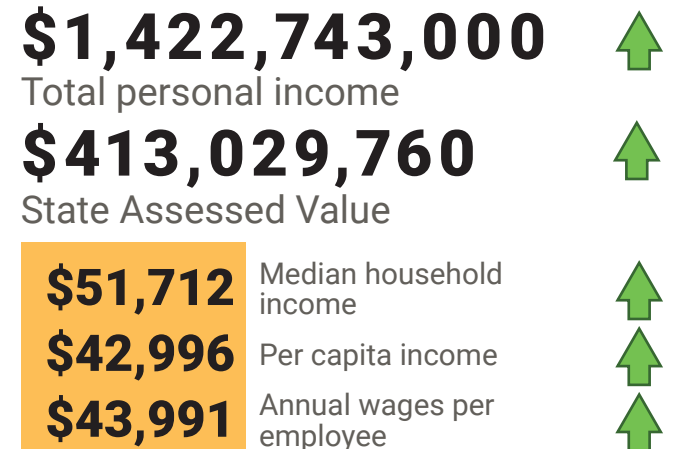 $1,422,743,000
Total personal income
$413,029,760
State Assessed Value
$51,712
Median household
income
$42,996
Per capita income
$43,991
Annual wages per
employee